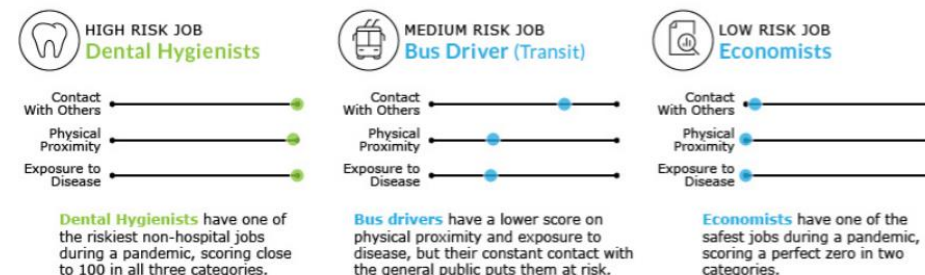 HIGH RISK JOB
Dental Hygienists
Contact
With Others
Physical
Proximity
Exposure to
Disease
Dental Hygienists have one of
the riskiest non-hospital jobs
during a pandemic, scoring close
to 100 in all three categories.
MEDIUM RISK JOB
Bus Driver (Transit)
Contact
With Others
Physical
Proximity
Exposure to
Disease
Bus drivers have a lower score on
physical proximity and exposure to
disease, but their constant contact with
the general public puts them at risk.
LOW RISK JOB
Economists
Contact
With Others
Physical
Proximity
Exposure to
Disease
Economists have one of the
safest jobs during a pandemic,
scoring a perfect zero in two
categories.